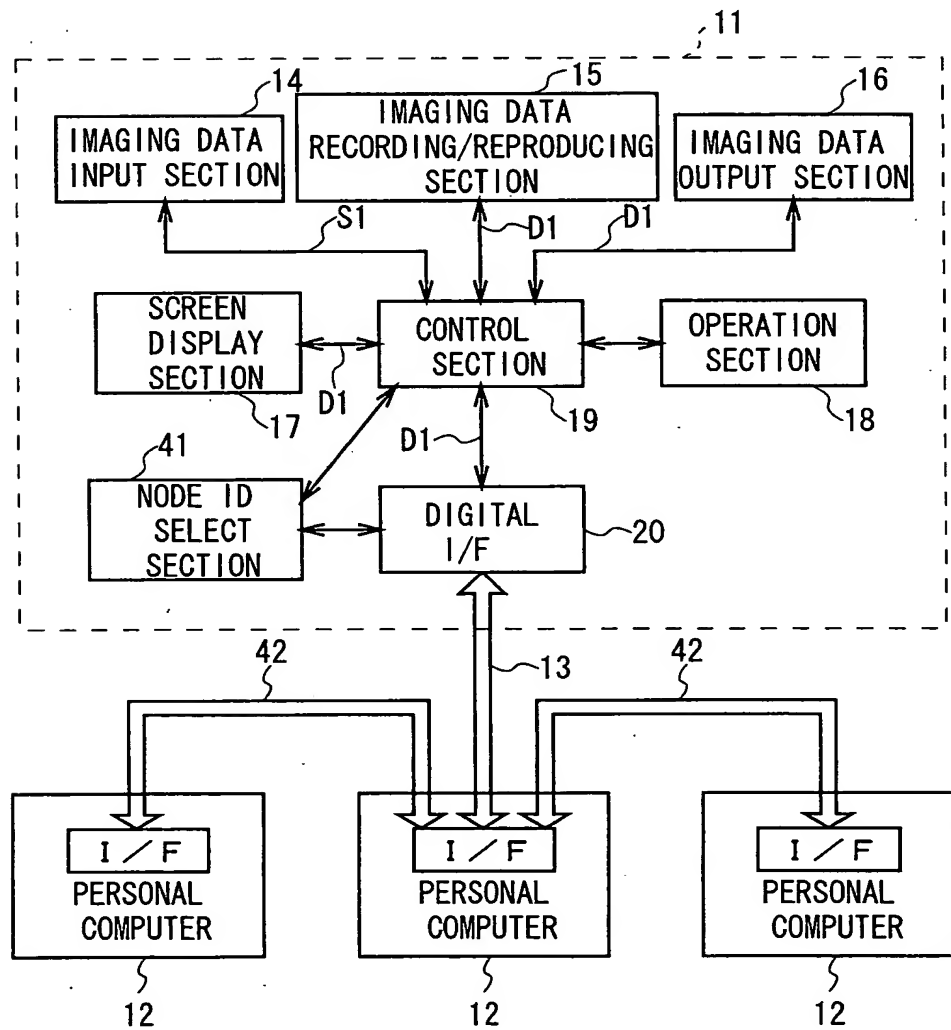 11
14
15
16
IMAGING DATA
INPUT SECTION
IMAGING DATA
RECORDING/REPRODUCING
SECTION
IMAGING DATA
OUTPUT SECTION
S1
D1
D1
SCREEN
DISPLAY
SECTION
D1
CONTROL
SECTION
OPERATION
SECTION
17
19
18
41
D1
NODE ID
SELECT
SECTION
DIGITAL
I/F
20
42
13
42
I/F
PERSONAL
COMPUTER
I/F
PERSONAL
COMPUTER
I/F
PERSONAL
COMPUTER
12
12
12